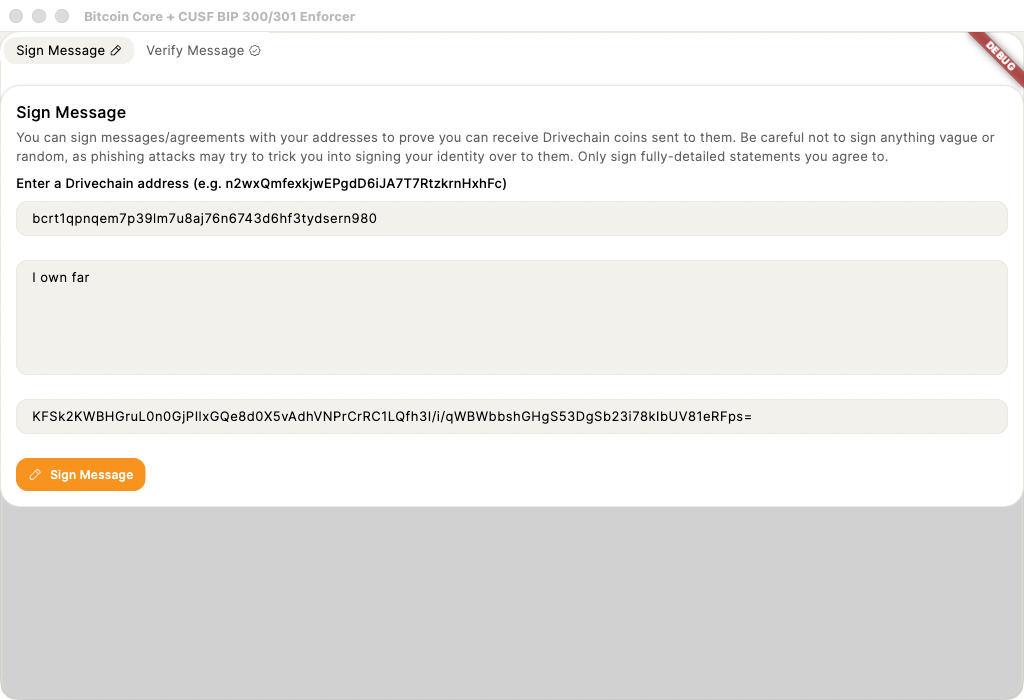 Bitcoin Core + CUSF BIP 300/301 Enforcer
Sign Message
Verify Message
DEBUG
Sign Message
You can sign messages/agreements with your addresses to prove you can receive Drivechain coins sent to them. Be careful not to sign anything vague or
random, as phishing attacks may try to trick you into signing your identity over to them. Only sign fully-detailed statements you agree to.
Enter a Drivechain address (e.g. n2wxQmfexkjwEPgdD6iJA7T7RtzkrnHxhFc)
bcrt1qpnqem7p39lm7u8aj76n6743d6hf3tydsern980
I own far
KFSk2KWBHGruL0n0GjPIlxGQe8d0X5vAdhVNPrCrRC1LQfh3I/i/qWBWbbshGHgS53DgSb23i78kIbUV81eRFps=
Sign Message